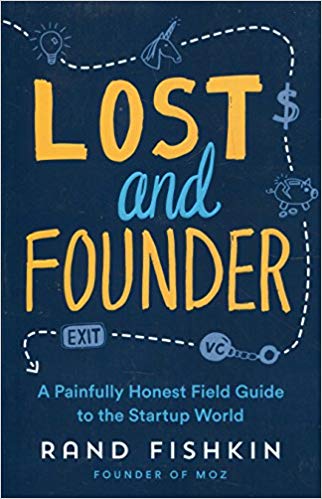 LOST
$
and
FOUNDER
EXIT
VC
A Painfully Honest Field Guide
to the Startup World
RAND FISHKIN
FOUNDER OF MOZ